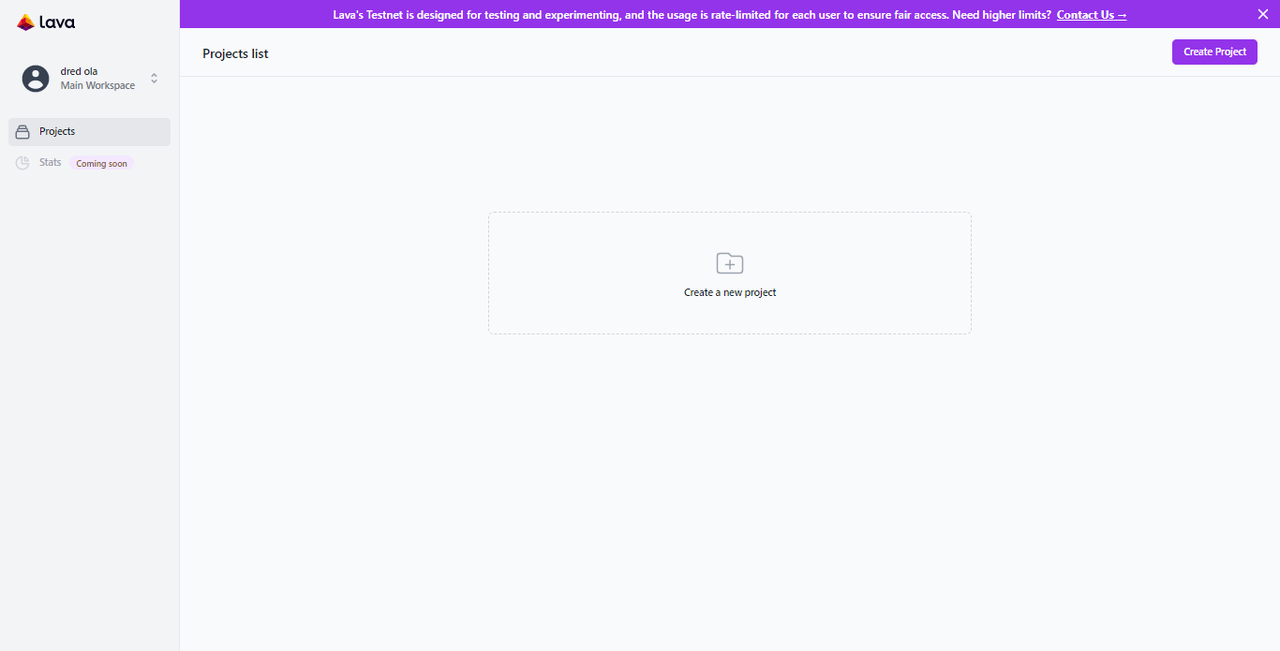 lava
Lava's Testnet is designed for testing and experimenting, and the usage is rate-limited for each user to ensure fair access. Need higher limits? Contact Us →
dred ola
Main Workspace
Projects
Stats Coming soon
Projects list
Create Project
Create a new project